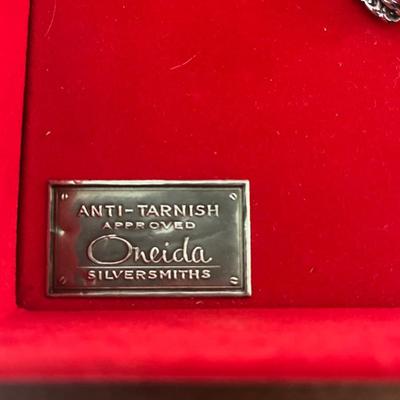 ANTI-TARNISH
APPROVED
Oneida
SILVERSMITHS